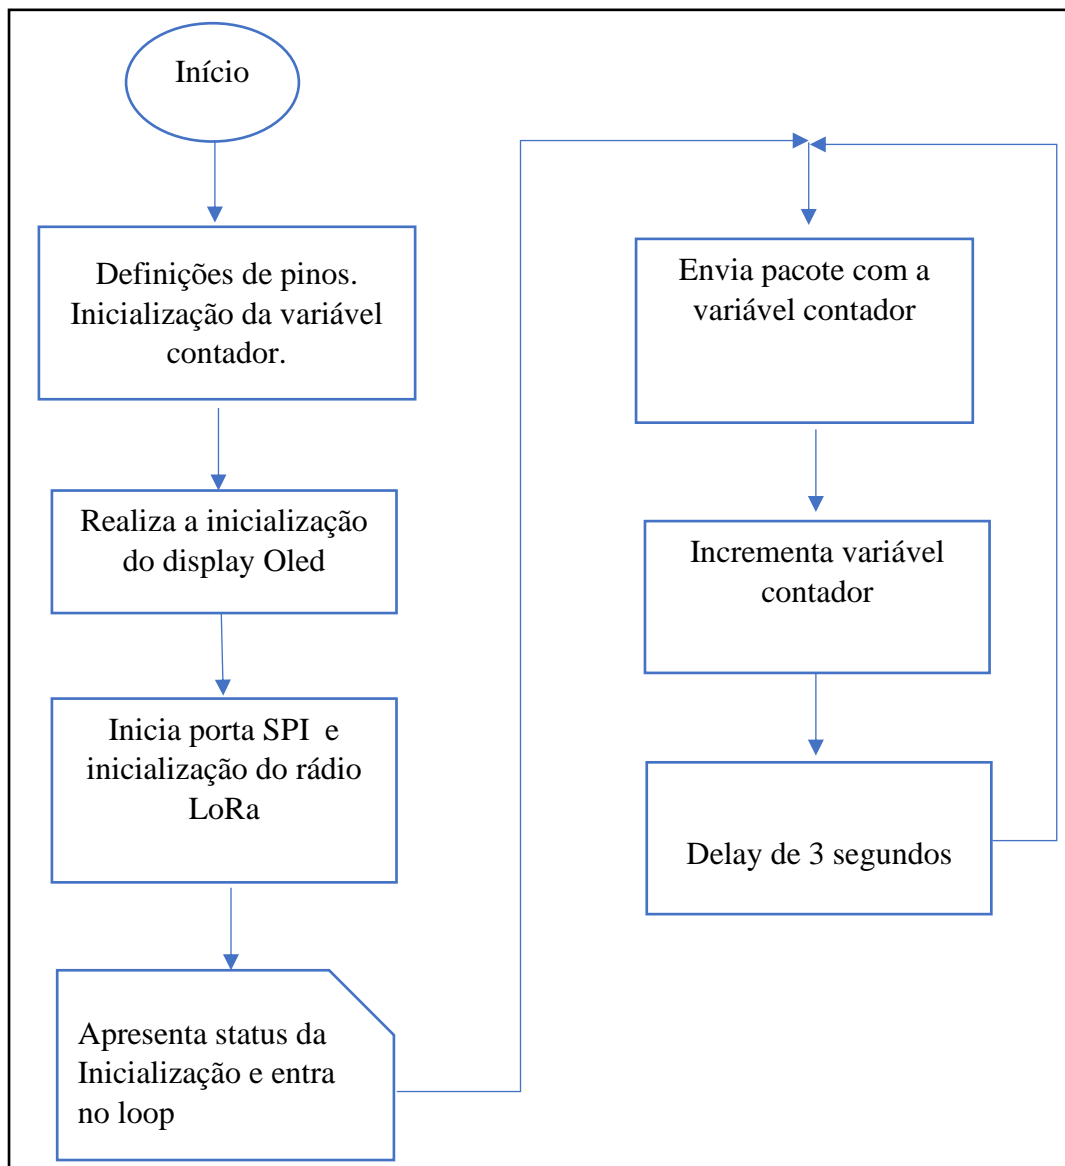 Início
Definições de pinos.
Inicialização da variável
contador.
Realiza a inicialização
do display Oled
Inicia porta SPI  e
inicialização do rádio
LoRa
Apresenta status da
Inicialização e entra
no loop
Envia pacote com a
variável contador
Incrementa variável
contador
Delay de 3 segundos